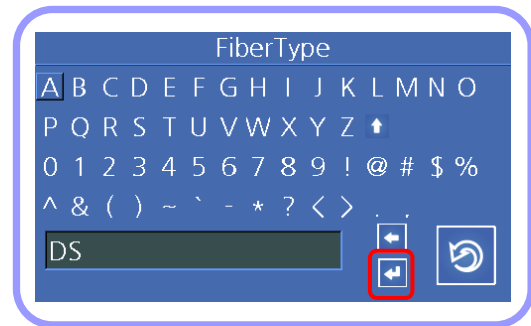 FiberType
A B C D E F G H I J K L M N O
P Q R S T U V W X Y Z
0 1 2 3 4 5 6 7 8 9 ! @ # $ %
^ & ( ) ~ ` - * ? < > . ,
DS